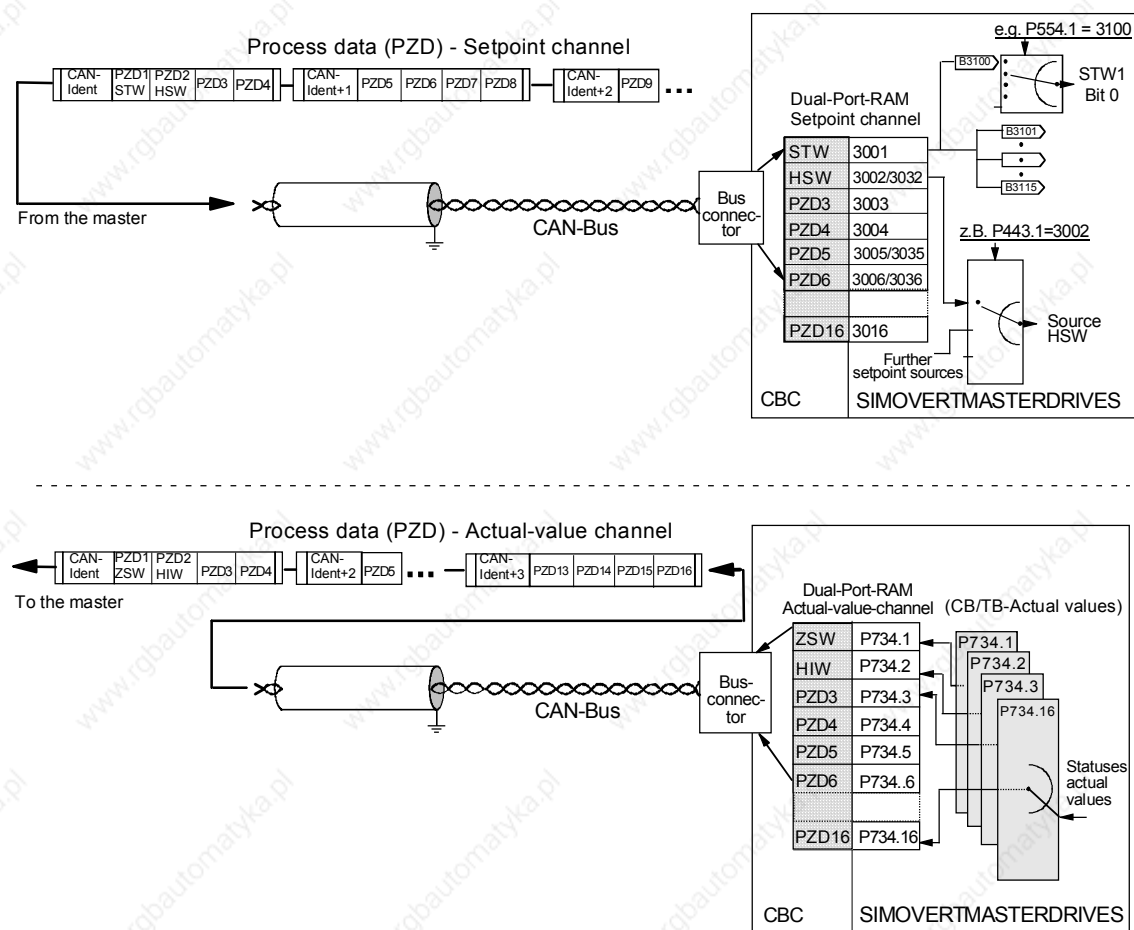 Process data (PZD) - Setpoint channel
CAN-
Ident
PZD1
STW
PZD2
HSW
PZD3
PZD4
CAN-
Ident+1
PZD5
PZD6
PZD7
PZD8
CAN-
Ident+2
PZD9
From the master
CAN-Bus
Bus
connec-
tor
Dual-Port-RAM
Setpoint channel
STW 3001
HSW 3002/3032
PZD3 3003
PZD4 3004
PZD5 3005/3035
PZD6 3006/3036
PZD16 3016
e.g. P554.1 = 3100
B3100
STW1
Bit 0
B3101
B3115
z.B. P443.1=3002
Source
HSW
Further
setpoint sources
CBC
SIMOVERTMASTERDRIVES
Process data (PZD) - Actual-value channel
CAN-
Ident
PZD1
ZSW
PZD2
HIW
PZD3
PZD4
CAN-
Ident+2
PZD5
CAN-
Ident+3
PZD13
PZD14
PZD15
PZD16
To the master
CAN-Bus
Bus-
connec-
tor
Dual-Port-RAM
Actual-value-channel
(CB/TB-Actual values)
ZSW P734.1
HIW P734.2
PZD3 P734.3
PZD4 P734.4
PZD5 P734.5
PZD6 P734..6
PZD16 P734.16
P734.1
P734.2
P734.3
P734.16
Statuses
actual
values
CBC
SIMOVERTMASTERDRIVES
www.rgbautomatyka.pl